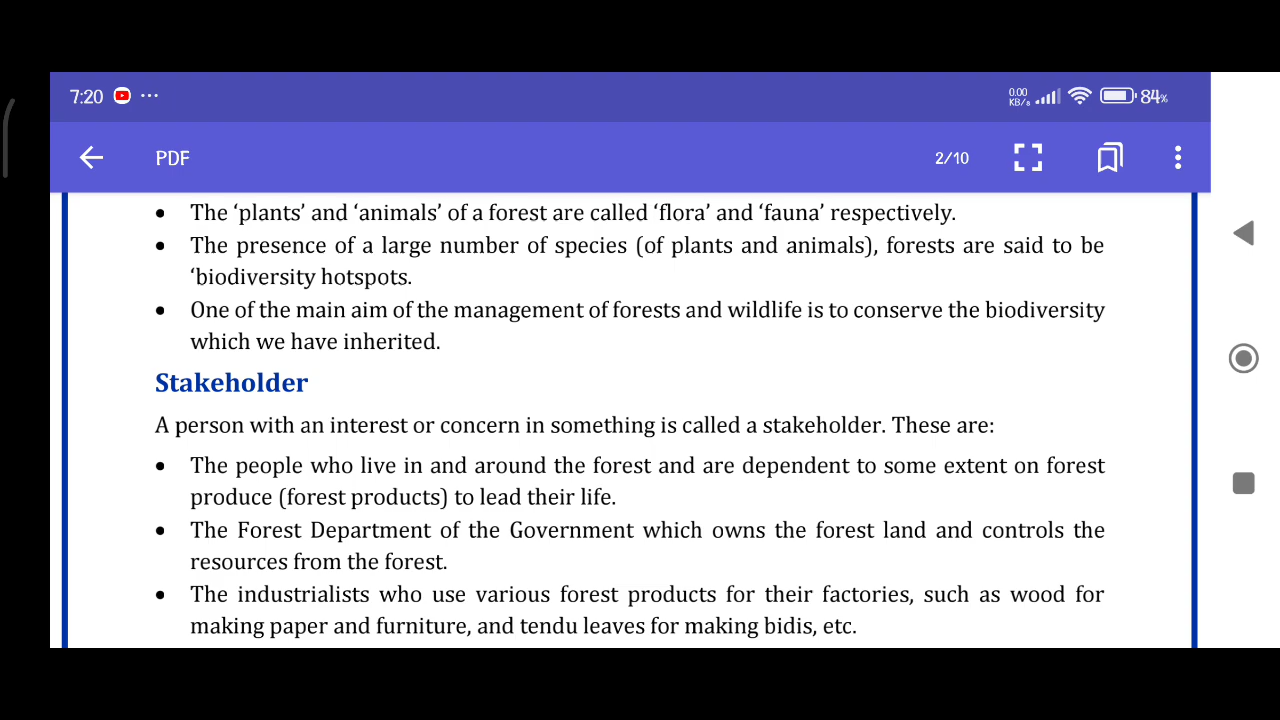 7:20 ... 0.00 KB/s 84%
PDF 2/10
• The ‘plants’ and ‘animals’ of a forest are called ‘flora’ and ‘fauna’ respectively.
• The presence of a large number of species (of plants and animals), forests are said to be
‘biodiversity hotspots.
• One of the main aim of the management of forests and wildlife is to conserve the biodiversity
which we have inherited.
Stakeholder
A person with an interest or concern in something is called a stakeholder. These are:
• The people who live in and around the forest and are dependent to some extent on forest
produce (forest products) to lead their life.
• The Forest Department of the Government which owns the forest land and controls the
resources from the forest.
• The industrialists who use various forest products for their factories, such as wood for
making paper and furniture, and tendu leaves for making bidis, etc.